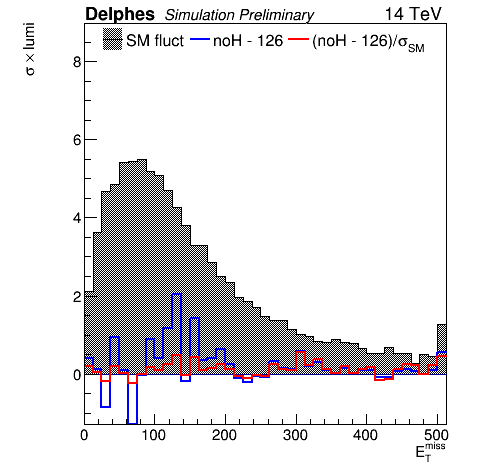 Delphes Simulation Preliminary 14 TeV
σ × lumi
SM fluct noH - 126 (noH - 126)/σSM
8
6
4
2
0
0 100 200 300 400 500
E_T^miss